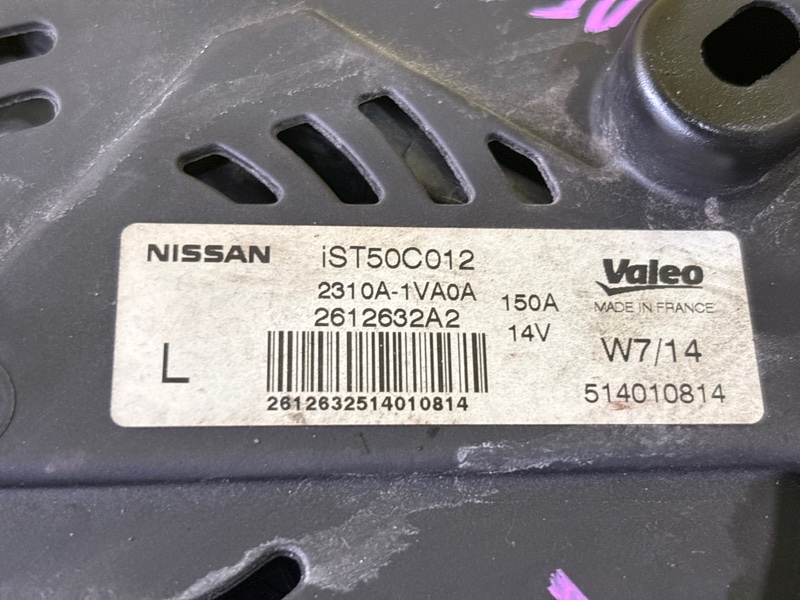 NISSAN iST50C012
Valeo
2310A-1VA0A
150A
MADE IN FRANCE
2612632A2
14V
W7/14
L
2612632514010814
514010814